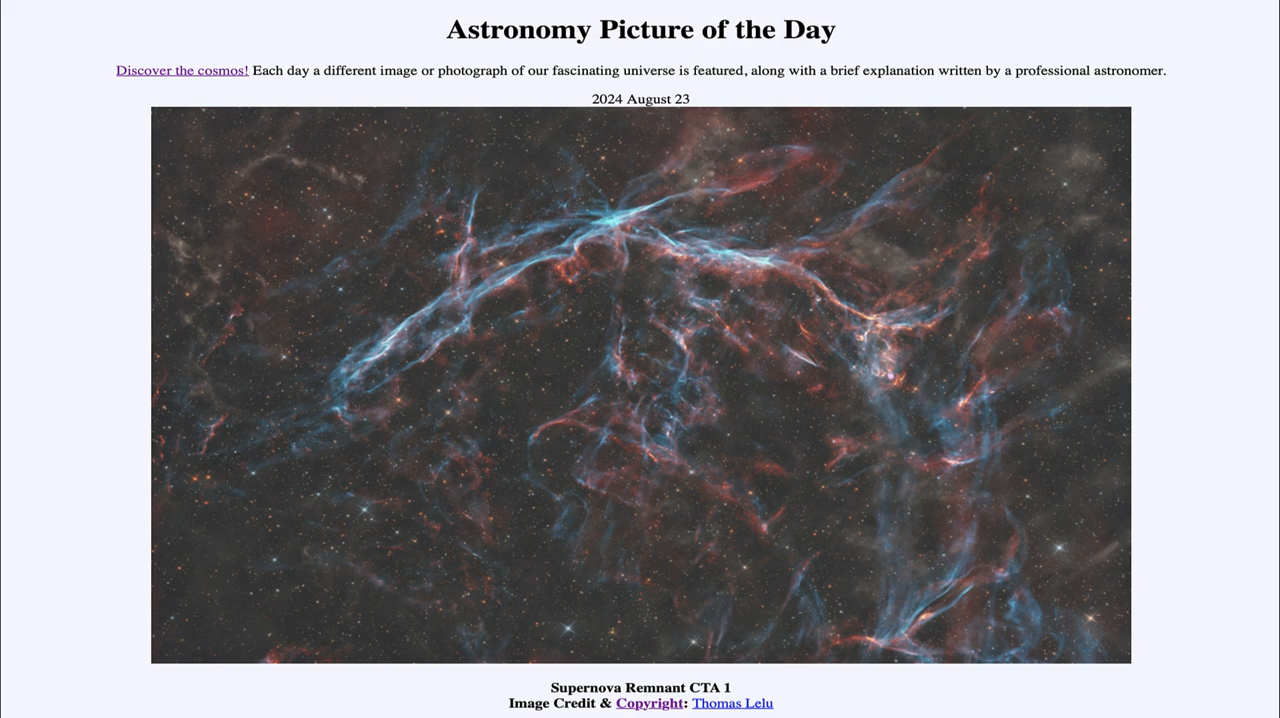 Astronomy Picture of the Day
Discover the cosmos! Each day a different image or photograph of our fascinating universe is featured, along with a brief explanation written by a professional astronomer.
2024 August 23
Supernova Remnant CTA 1
Image Credit & Copyright: Thomas Lelu